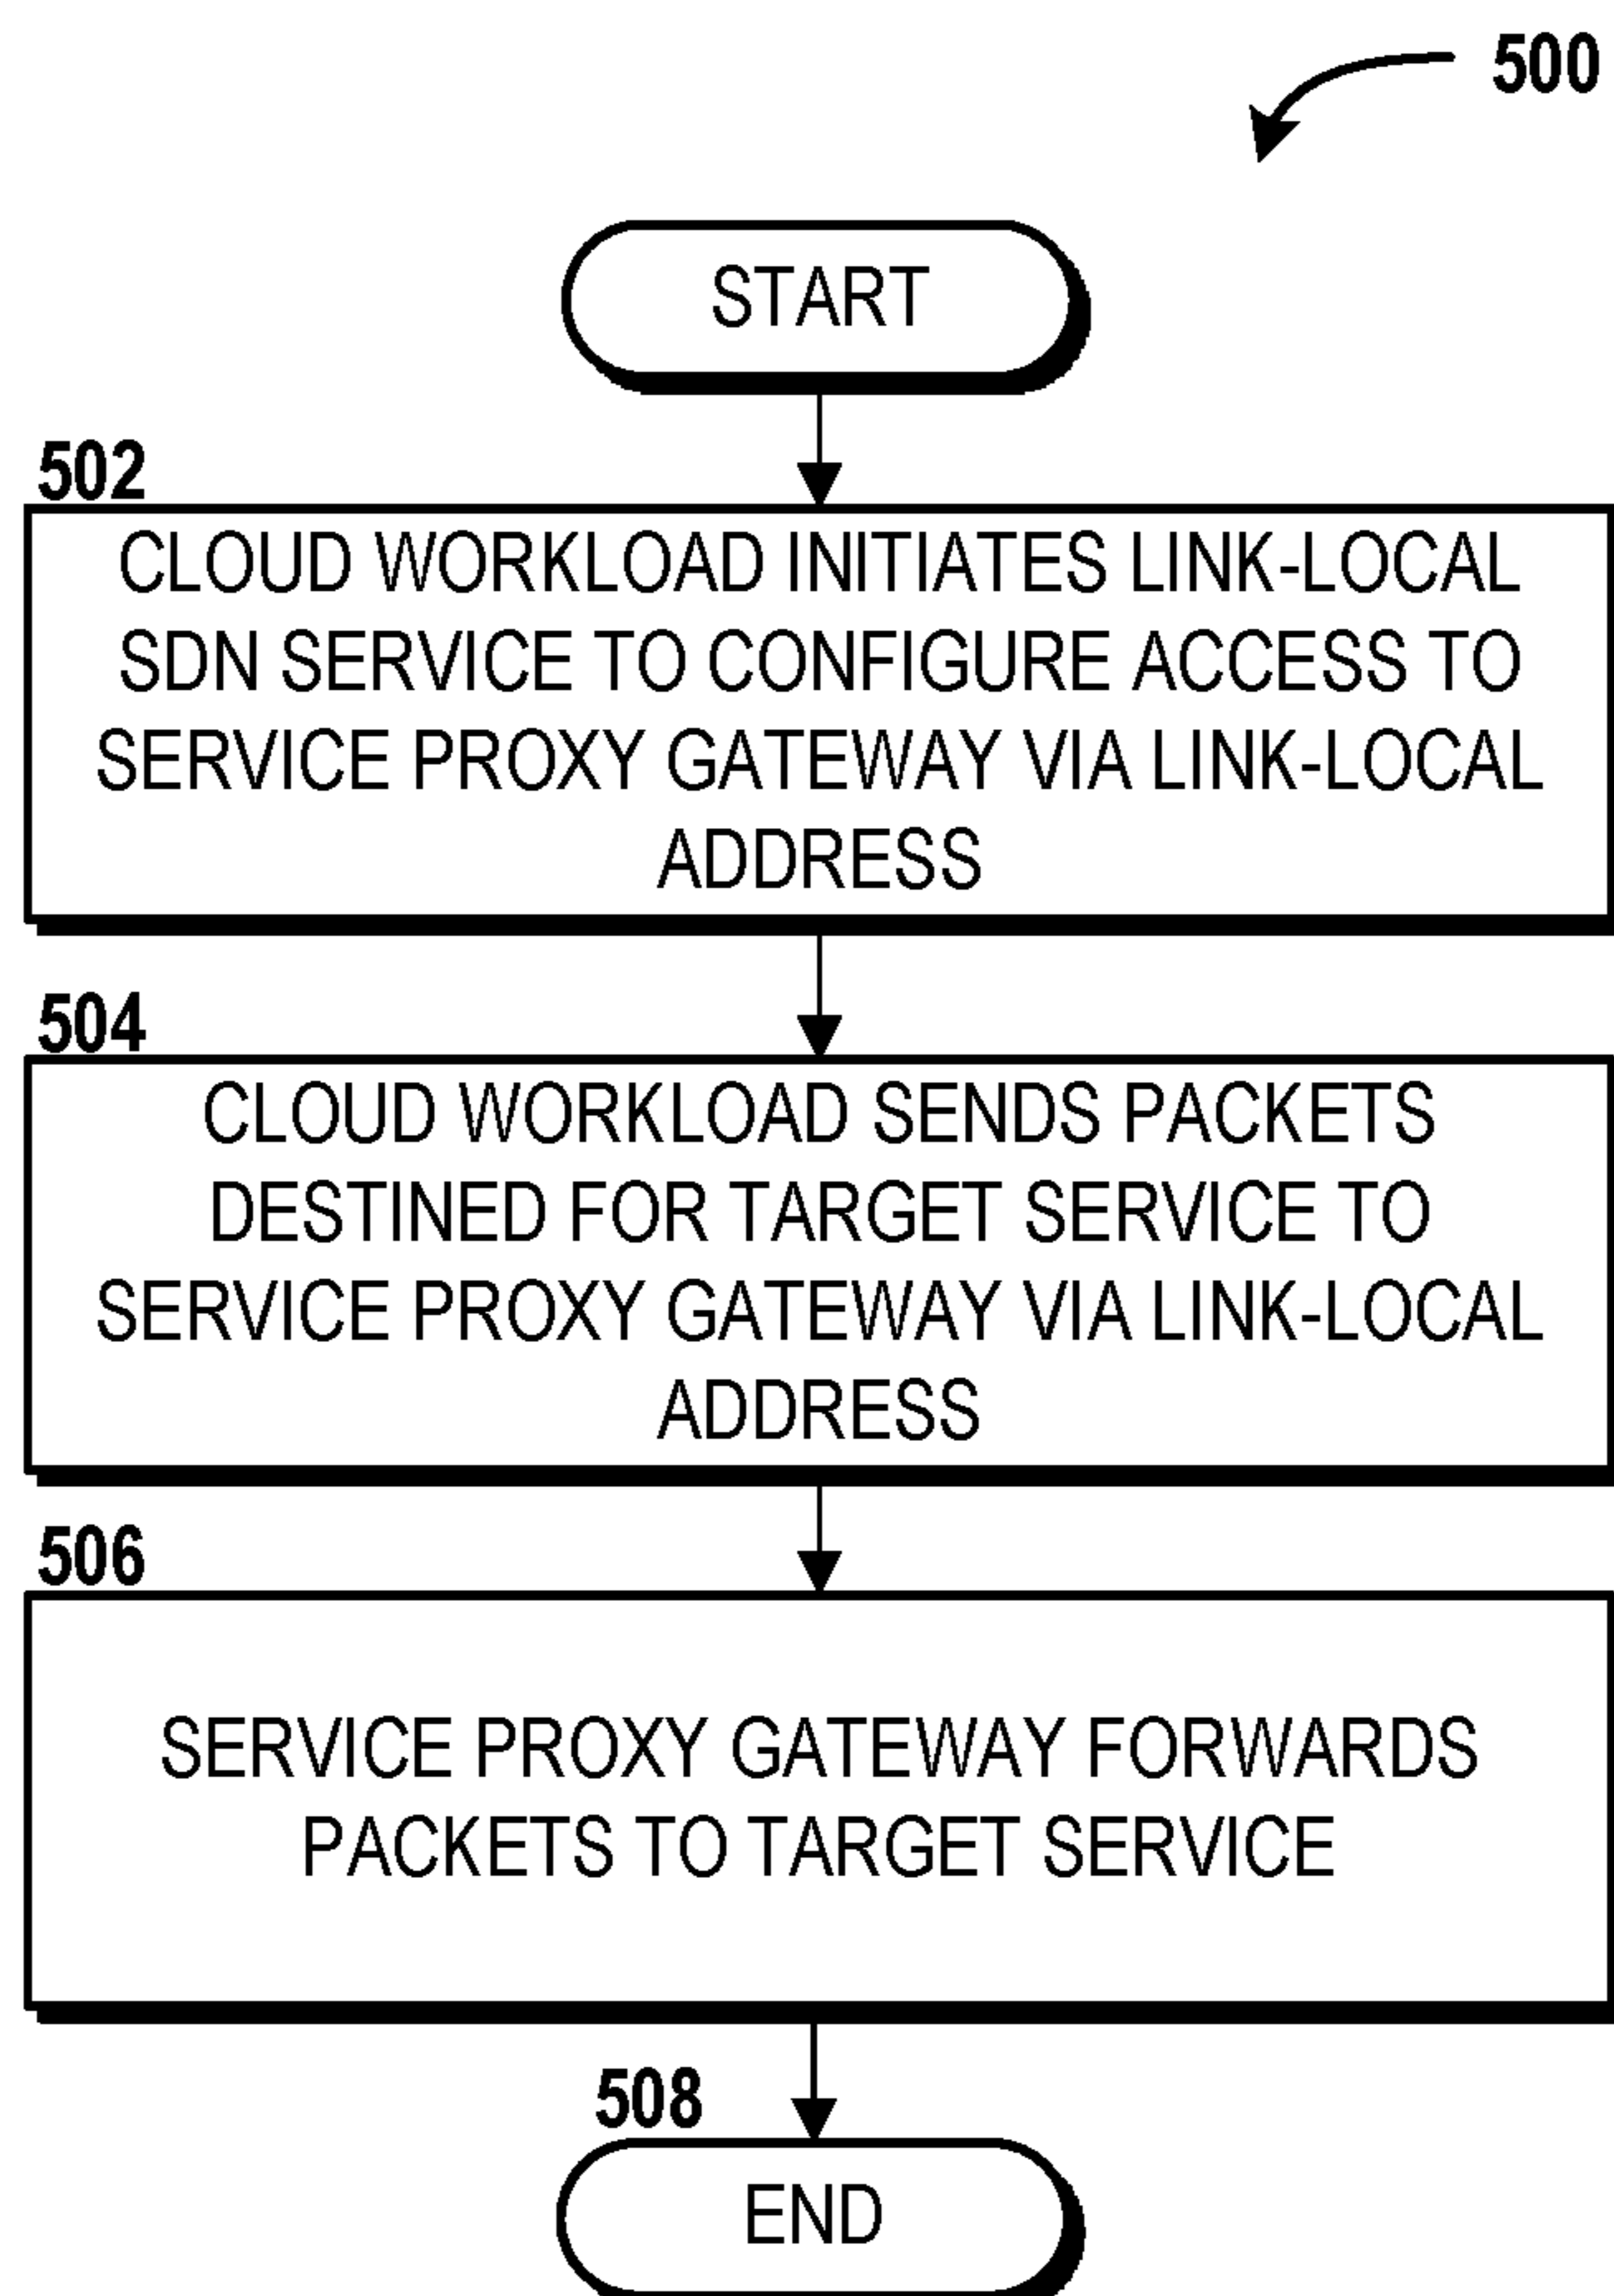 500
START
502
CLOUD WORKLOAD INITIATES LINK-LOCAL
SDN SERVICE TO CONFIGURE ACCESS TO
SERVICE PROXY GATEWAY VIA LINK-LOCAL
ADDRESS
504
CLOUD WORKLOAD SENDS PACKETS
DESTINED FOR TARGET SERVICE TO
SERVICE PROXY GATEWAY VIA LINK-LOCAL
ADDRESS
506
SERVICE PROXY GATEWAY FORWARDS
PACKETS TO TARGET SERVICE
508
END